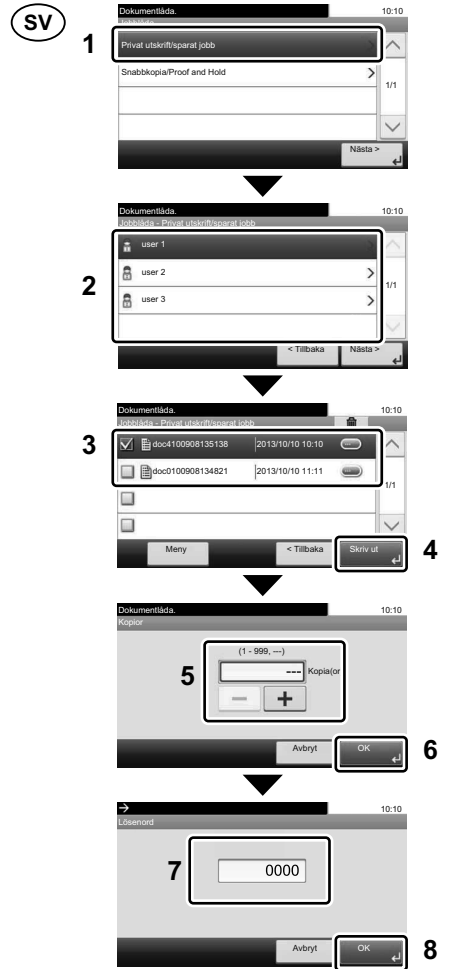 SV
Dokumentlåda. 10:10
Jobblåda
1
Privat utskrift/sparat jobb
Snabbkopia/Proof and Hold
1/1
Nästa >
Dokumentlåda. 10:10
Jobblåda - Privat utskrift/sparat jobb
2
user 1
user 2
user 3
1/1
< Tillbaka Nästa >
Dokumentlåda. 10:10
Jobblåda - Privat utskrift/sparat jobb
3
doc4100908135138 2013/10/10 10:10
doc0100908134821 2013/10/10 11:11
1/1
Meny < Tillbaka Skriv ut
4
Dokumentlåda. 10:10
Kopior
5
(1 - 999, ---)
--- Kopia(or
− +
Avbryt OK
6
10:10
Lösenord
7
0000
Avbryt OK
8